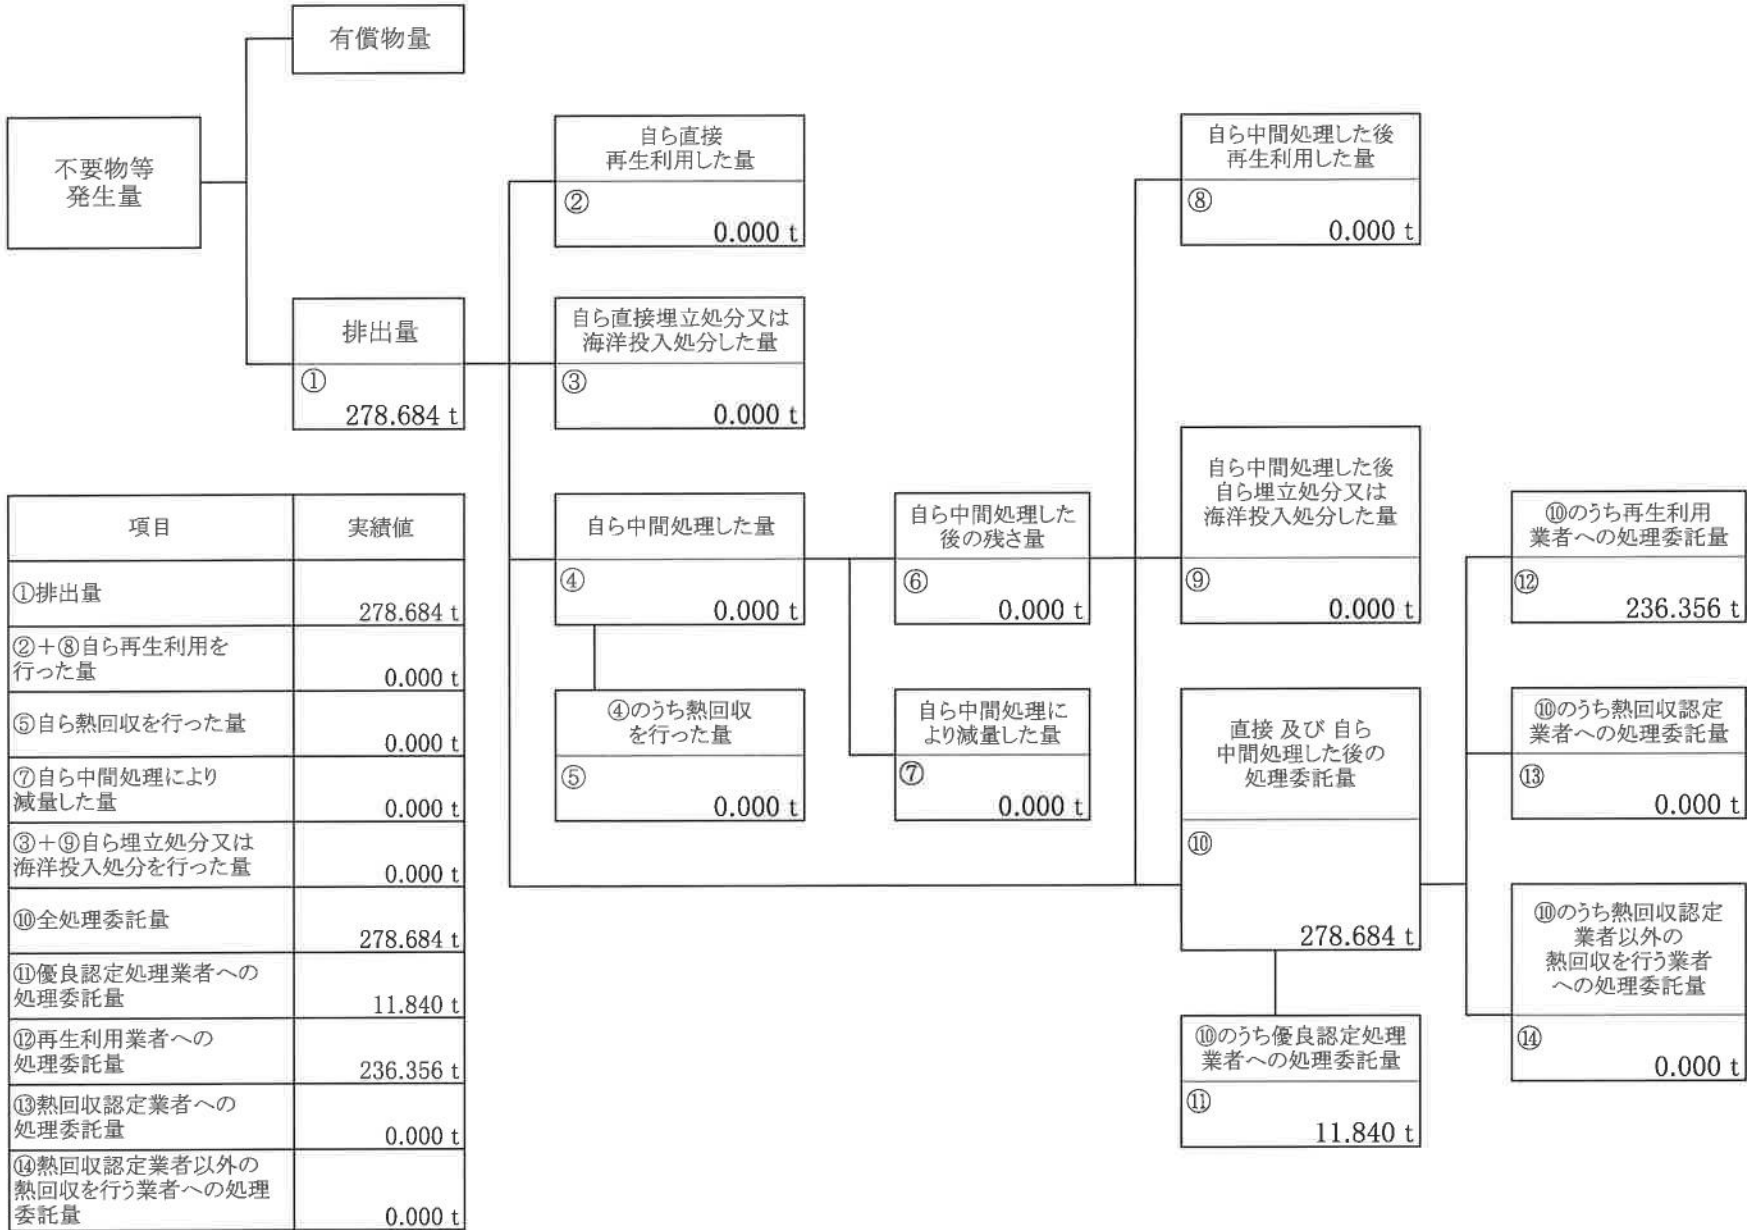 有償物量
不要物等
発生量
自ら直接
再生利用した量
②
0.000 t
自ら中間処理した後
再生利用した量
⑧
0.000 t
排出量
①
278.684 t
自ら直接埋立処分又は
海洋投入処分した量
③
0.000 t
自ら中間処理した量
④
0.000 t
自ら中間処理した
後の残さ量
⑥
0.000 t
自ら中間処理した後
自ら埋立処分又は
海洋投入処分した量
⑨
0.000 t
⑩のうち再生利用
業者への処理委託量
⑫
236.356 t
④のうち熱回収
を行った量
⑤
0.000 t
自ら中間処理に
より減量した量
⑦
0.000 t
直接 及び 自ら
中間処理した後の
処理委託量
⑩
278.684 t
⑩のうち熱回収認定
業者への処理委託量
⑬
0.000 t
⑩のうち熱回収認定
業者以外の
熱回収を行う業者
への処理委託量
⑭
0.000 t
⑩のうち優良認定処理
業者への処理委託量
⑪
11.840 t
項目 実績値
①排出量
278.684 t
②+⑧自ら再生利用を
行った量
0.000 t
⑤自ら熱回収を行った量
0.000 t
⑦自ら中間処理により
減量した量
0.000 t
③+⑨自ら埋立処分又は
海洋投入処分を行った量
0.000 t
⑩全処理委託量
278.684 t
⑪優良認定処理業者への
処理委託量
11.840 t
⑫再生利用業者への
処理委託量
236.356 t
⑬熱回収認定業者への
処理委託量
0.000 t
⑭熱回収認定業者以外の
熱回収を行う業者への処理
委託量
0.000 t